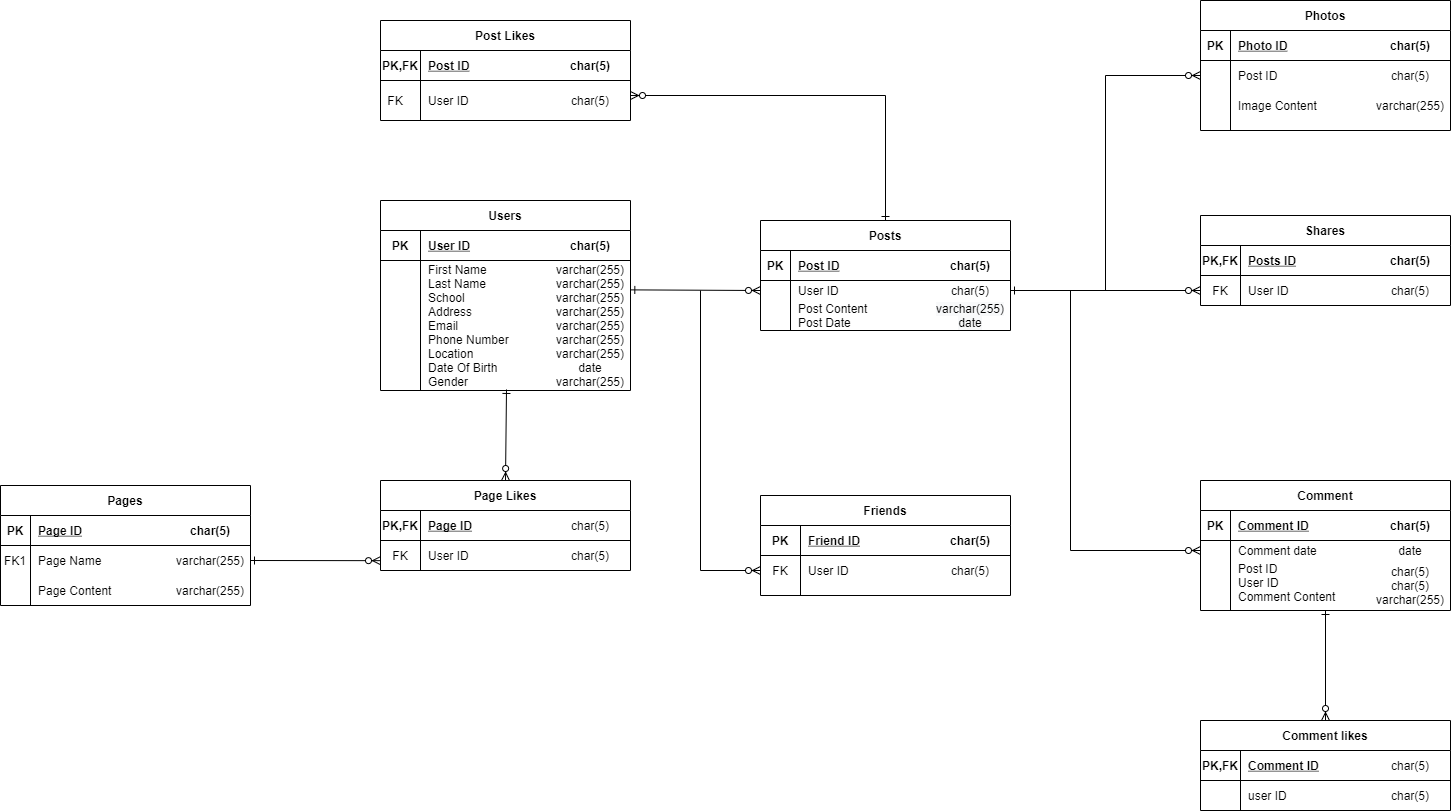 Post Likes
PK,FK Post ID char(5)
FK User ID char(5)
Users
PK User ID char(5)
First Name varchar(255)
Last Name varchar(255)
School varchar(255)
Address varchar(255)
Email varchar(255)
Phone Number varchar(255)
Location varchar(255)
Date Of Birth date
Gender varchar(255)
Pages
PK Page ID char(5)
FK1 Page Name varchar(255)
Page Content varchar(255)
Page Likes
PK,FK Page ID char(5)
FK User ID char(5)
Posts
PK Post ID char(5)
User ID char(5)
Post Content varchar(255)
Post Date date
Friends
PK Friend ID char(5)
FK User ID char(5)
Photos
PK Photo ID char(5)
Post ID char(5)
Image Content varchar(255)
Shares
PK,FK Posts ID char(5)
FK User ID char(5)
Comment
PK Comment ID char(5)
Comment date date
Post ID char(5)
User ID char(5)
Comment Content varchar(255)
Comment likes
PK,FK Comment ID char(5)
user ID char(5)